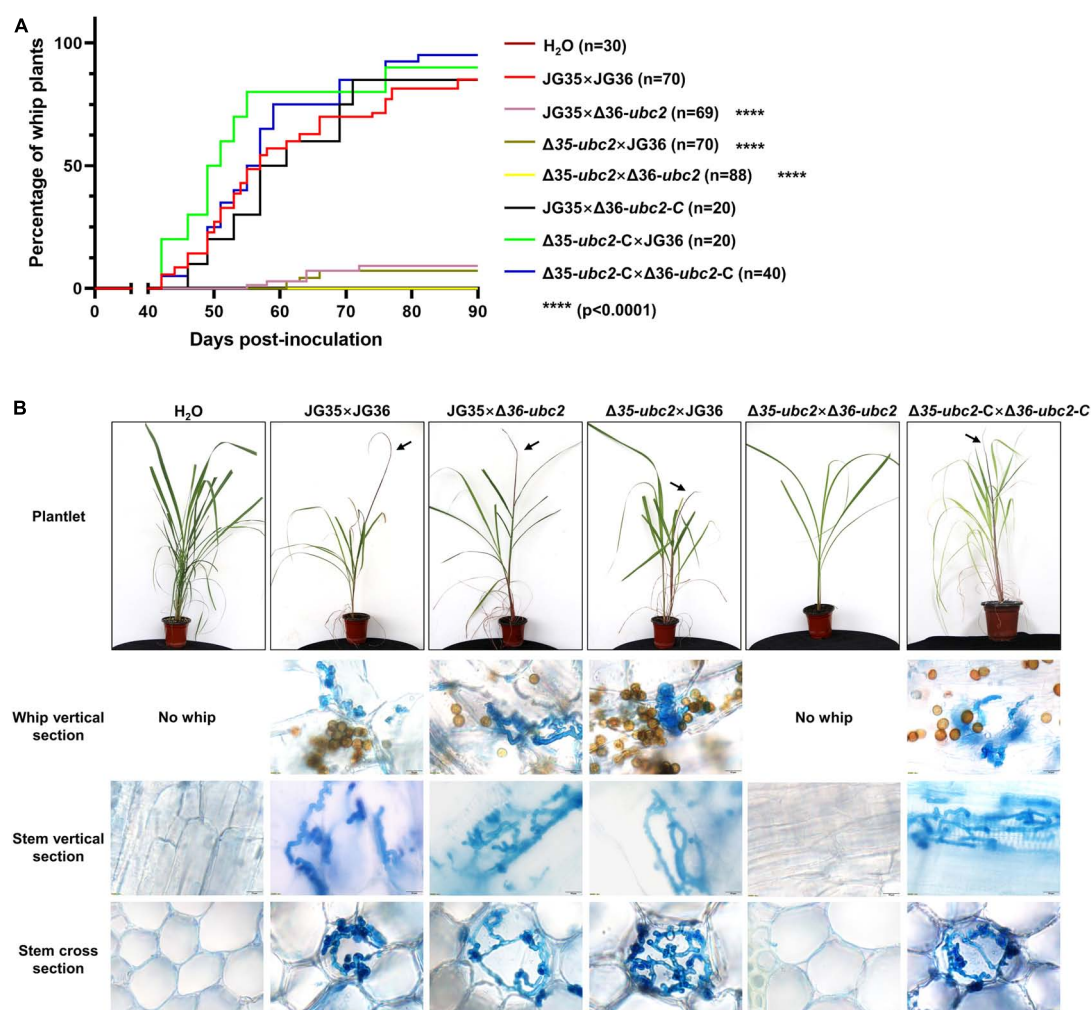 A
100
50
0
Percentage of whip plants
0 40 50 60 70 80 90
Days post-inoculation
H₂O (n=30)
JG35×JG36 (n=70)
JG35×Δ36-ubc2 (n=69) ****
Δ35-ubc2×JG36 (n=70) ****
Δ35-ubc2×Δ36-ubc2 (n=88) ****
JG35×Δ36-ubc2-C (n=20)
Δ35-ubc2-C×JG36 (n=20)
Δ35-ubc2-C×Δ36-ubc2-C (n=40)
**** (p<0.0001)
B
H₂O JG35×JG36 JG35×Δ36-ubc2 Δ35-ubc2×JG36 Δ35-ubc2×Δ36-ubc2 Δ35-ubc2-C×Δ36-ubc2-C
Plantlet
Whip vertical
section
No whip No whip
Stem vertical
section
Stem cross
section